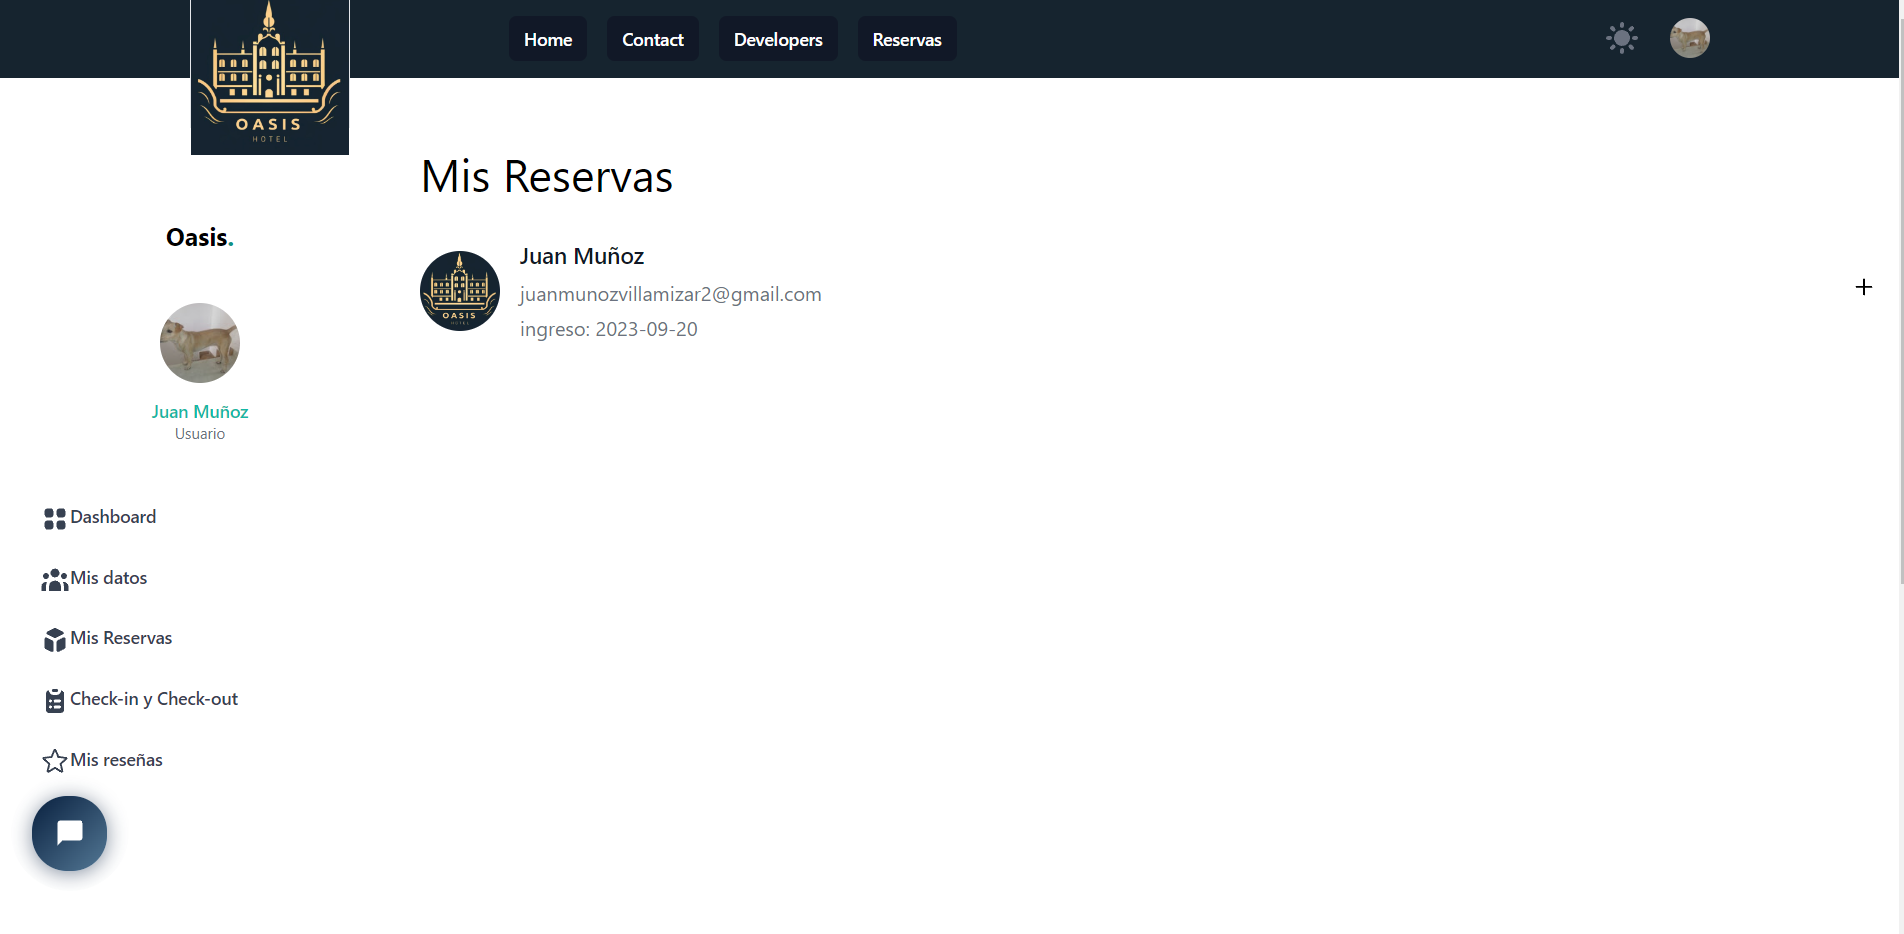 Home
Contact
Developers
Reservas
OASIS
HOTEL
Mis Reservas
Oasis.
Juan Muñoz
juanmunozvillamizar2@gmail.com
ingreso: 2023-09-20
OASIS
HOTEL
Juan Muñoz
Usuario
Dashboard
Mis datos
Mis Reservas
Check-in y Check-out
Mis reseñas